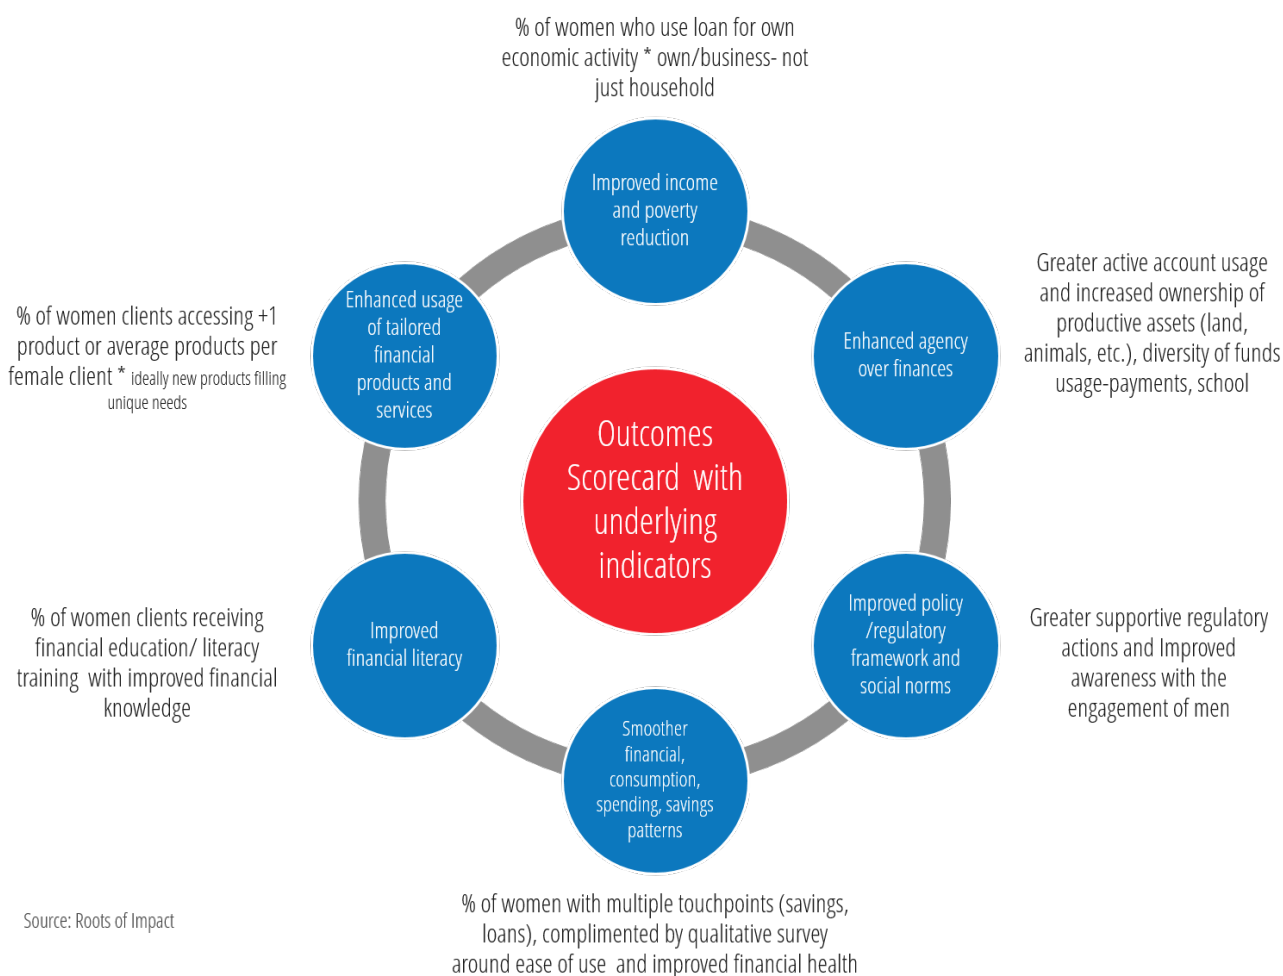 % of women who use loan for own
economic activity * own/business- not
just household
Improved income
and poverty
reduction
Greater active account usage
and increased ownership of
productive assets (land,
animals, etc.), diversity of funds
usage-payments, school
Enhanced agency
over finances
Enhanced usage
of tailored
financial
products and
services
% of women clients accessing +1
product or average products per
female client * ideally new products filling
unique needs
Outcomes
Scorecard with
underlying
indicators
Improved policy
/regulatory
framework and
social norms
Greater supportive regulatory
actions and Improved
awareness with the
engagement of men
Improved
financial literacy
% of women clients receiving
financial education/ literacy
training with improved financial
knowledge
Smoother
financial,
consumption,
spending, savings
patterns
% of women with multiple touchpoints (savings,
loans), complimented by qualitative survey
around ease of use and improved financial health
Source: Roots of Impact